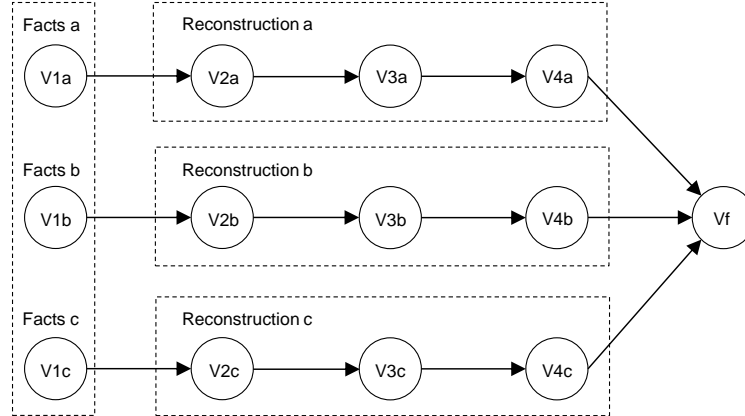 Facts a
Reconstruction a
V1a
V2a
V3a
V4a
Facts b
Reconstruction b
V1b
V2b
V3b
V4b
Vf
Facts c
Reconstruction c
V1c
V2c
V3c
V4c